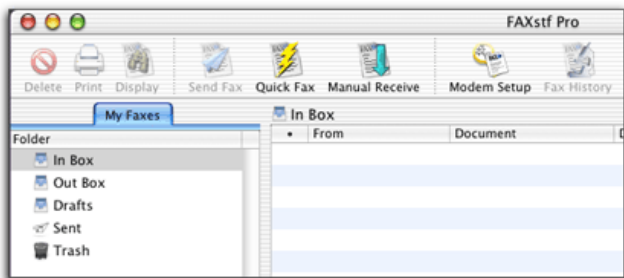 FAXstf Pro
Delete Print Display Send Fax Quick Fax Manual Receive Modem Setup Fax History
My Faxes
Folder
In Box
Out Box
Drafts
Sent
Trash
In Box
• From Document